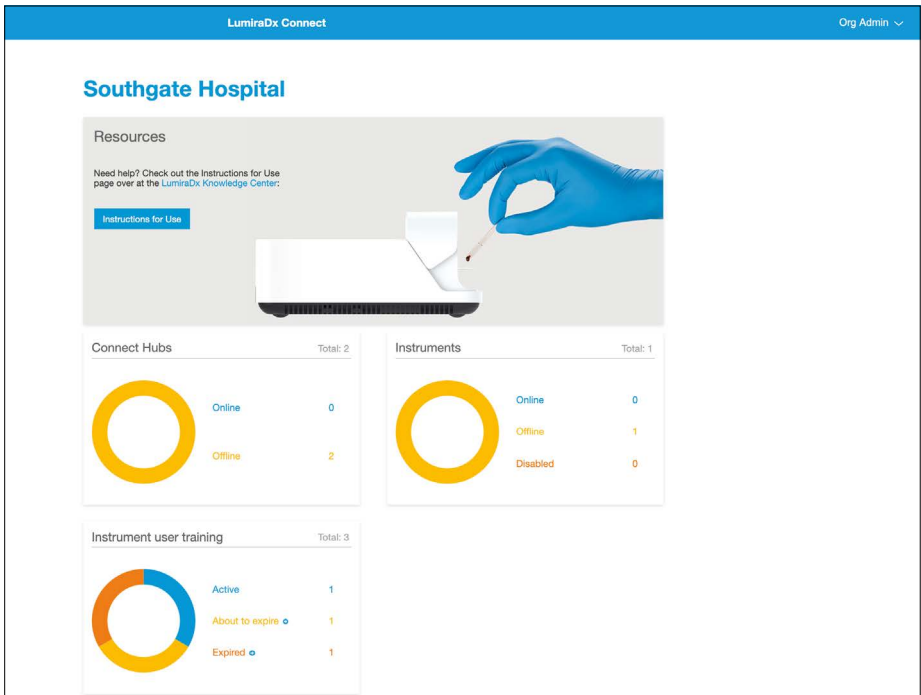 LumiraDx Connect
Org Admin
Southgate Hospital
Resources
Need help? Check out the Instructions for Use
page over at the LumiraDx Knowledge Center:
Instructions for Use
Connect Hubs Total: 2
Online 0
Offline 2
Instruments Total: 1
Online 0
Offline 1
Disabled 0
Instrument user training Total: 3
Active 1
About to expire 1
Expired 1